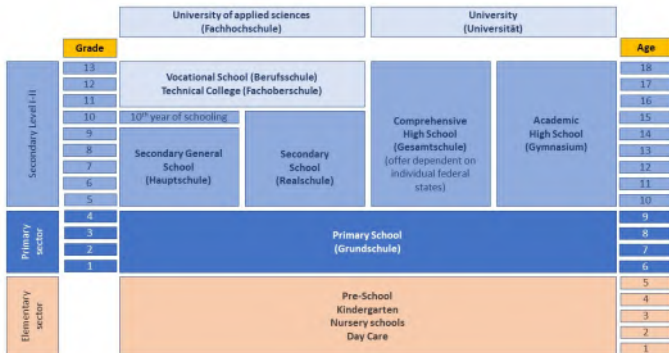 University of applied sciences
(Fachhochschule)
University
(Universität)
Grade
Age
Secondary Level I-II
13
12
11
10
9
8
7
6
5
Vocational School (Berufsschule)
Technical College (Fachoberschule)
10th year of schooling
Secondary General
School
(Hauptschule)
Secondary
School
(Realschule)
Comprehensive
High School
(Gesamtschule)
(offer dependent on
individual federal
states)
Academic
High School
(Gymnasium)
18
17
16
15
14
13
12
11
10
Primary
sector
4
3
2
1
Primary School
(Grundschule)
9
8
7
6
Elementary
sector
Pre-School
Kindergarten
Nursery schools
Day Care
5
4
3
2
1